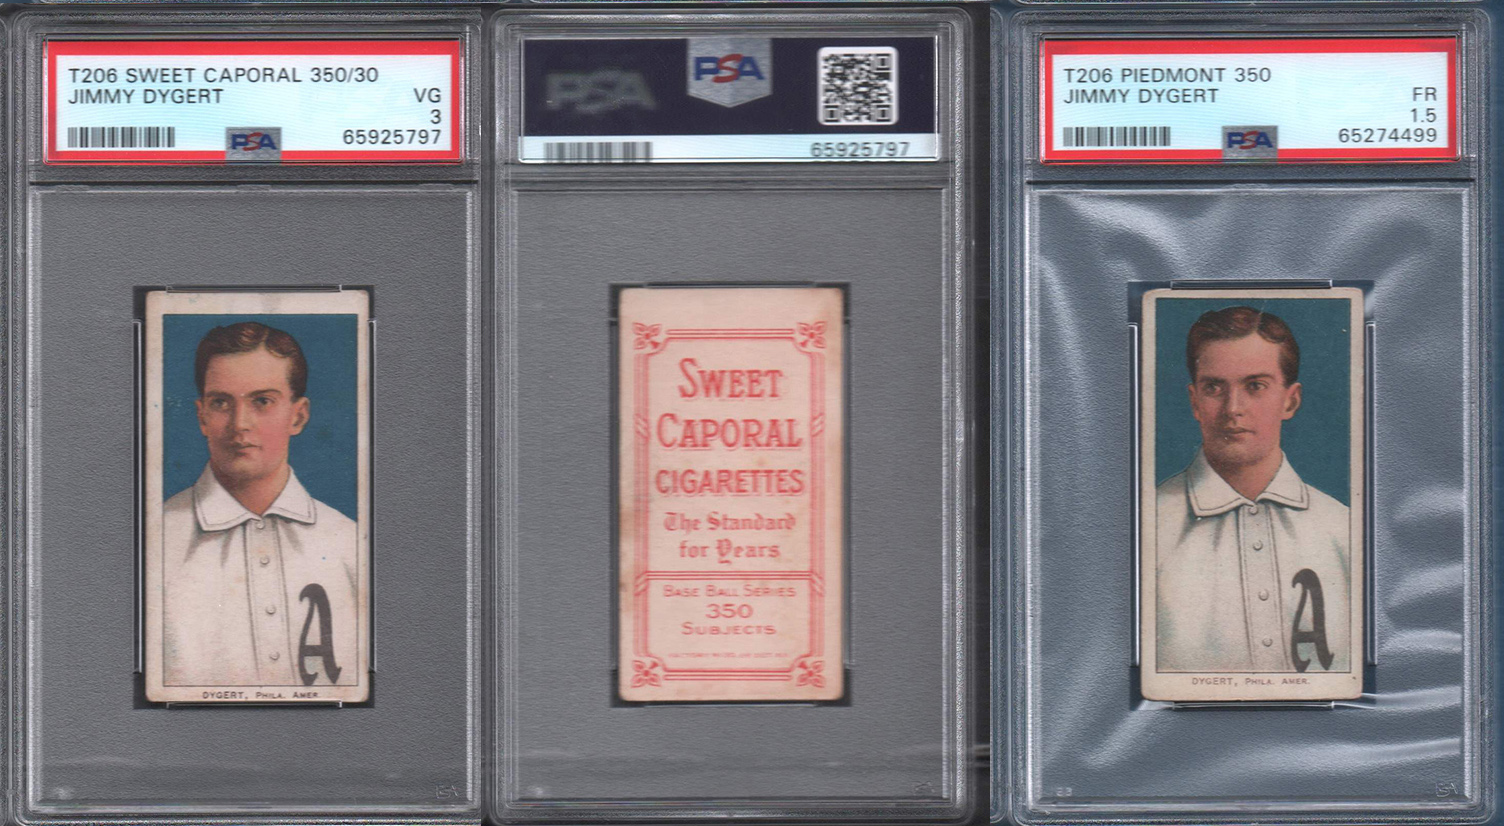 T206 SWEET CAPORAL 350/30
JIMMY DYGERT
VG
3
PSA
65925797
DYGERT, PHILA. AMER.
PSA
PSA
65925797
SWEET
CAPORAL
CIGARETTES
The Standard
for Years
BASE BALL SERIES
350
SUBJECTS
T206 PIEDMONT 350
JIMMY DYGERT
FR
1.5
PSA
65274499
A
DYGERT, PHILA. AMER.
A
23